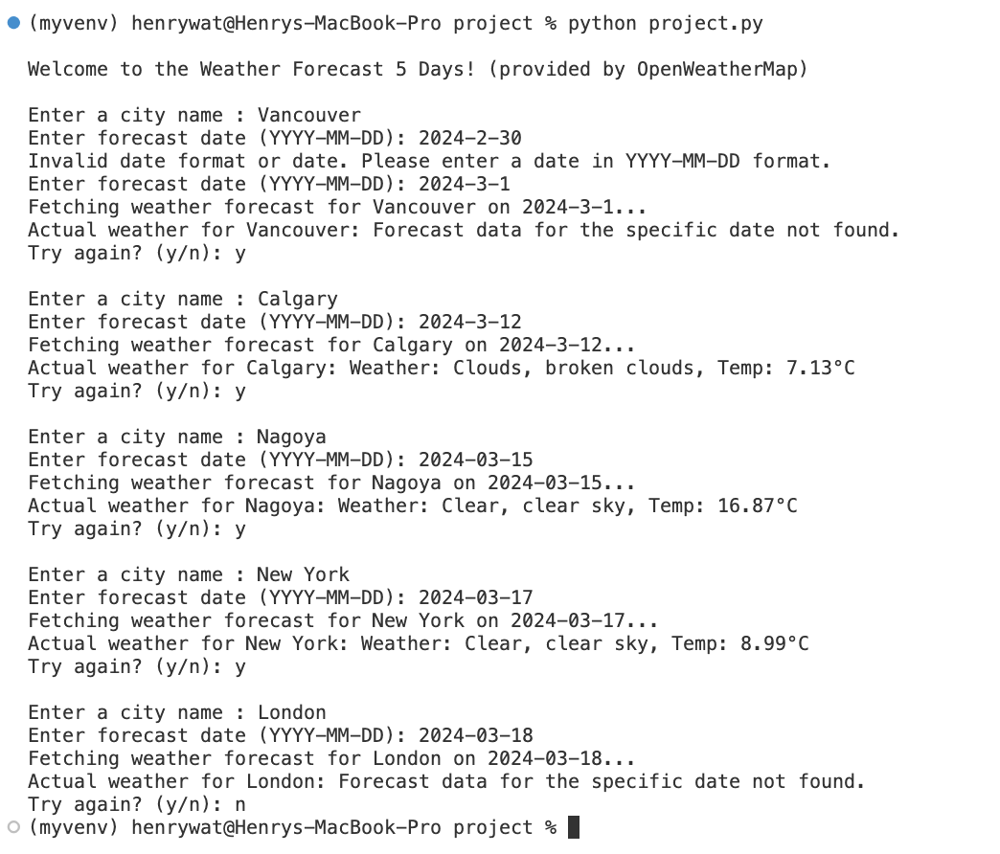 (myvenv) henrywat@Henrys-MacBook-Pro project % python project.py
Welcome to the Weather Forecast 5 Days! (provided by OpenWeatherMap)
Enter a city name : Vancouver
Enter forecast date (YYYY-MM-DD): 2024-2-30
Invalid date format or date. Please enter a date in YYYY-MM-DD format.
Enter forecast date (YYYY-MM-DD): 2024-3-1
Fetching weather forecast for Vancouver on 2024-3-1...
Actual weather for Vancouver: Forecast data for the specific date not found.
Try again? (y/n): y
Enter a city name : Calgary
Enter forecast date (YYYY-MM-DD): 2024-3-12
Fetching weather forecast for Calgary on 2024-3-12...
Actual weather for Calgary: Weather: Clouds, broken clouds, Temp: 7.13°C
Try again? (y/n): y
Enter a city name : Nagoya
Enter forecast date (YYYY-MM-DD): 2024-03-15
Fetching weather forecast for Nagoya on 2024-03-15...
Actual weather for Nagoya: Weather: Clear, clear sky, Temp: 16.87°C
Try again? (y/n): y
Enter a city name : New York
Enter forecast date (YYYY-MM-DD): 2024-03-17
Fetching weather forecast for New York on 2024-03-17...
Actual weather for New York: Weather: Clear, clear sky, Temp: 8.99°C
Try again? (y/n): y
Enter a city name : London
Enter forecast date (YYYY-MM-DD): 2024-03-18
Fetching weather forecast for London on 2024-03-18...
Actual weather for London: Forecast data for the specific date not found.
Try again? (y/n): n
(myvenv) henrywat@Henrys-MacBook-Pro project %